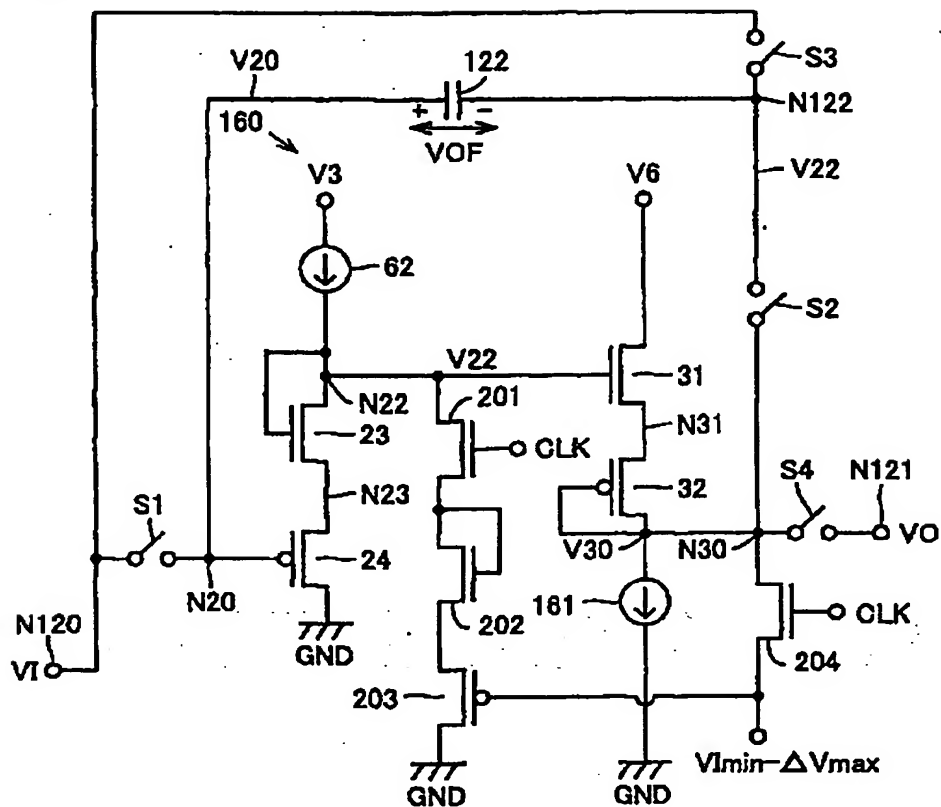 S3
V20
122
N122
+
-
VOF
160
V3
V6
V22
62
S2
V22
31
N22
201
23
N31
CLK
N23
32
S4
N121
S1
VO
24
V30
N30
N20
161
CLK
N120
202
GND
204
VI
203
VImin-ΔVmax
GND
GND